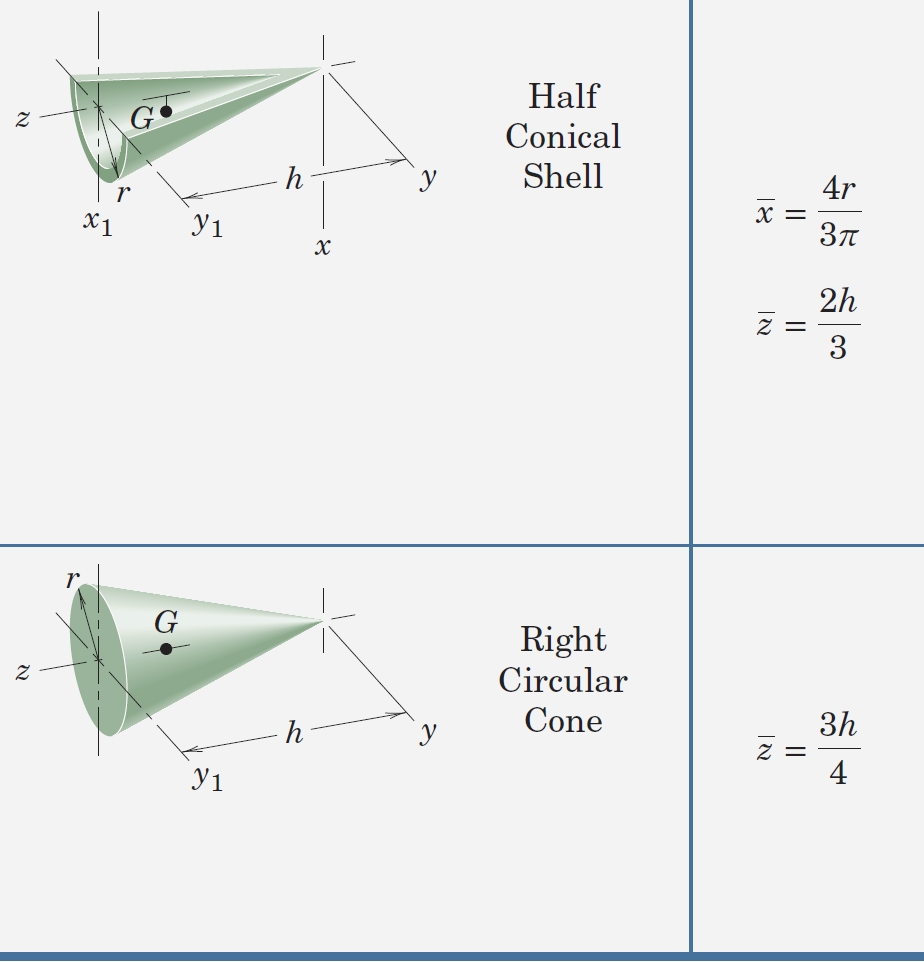 z
G
r
x₁
y₁
h
y
x
Half
Conical
Shell
x̄ = 4r/3π
z̄ = 2h/3
r
G
z
h
y
y₁
Right
Circular
Cone
z̄ = 3h/4